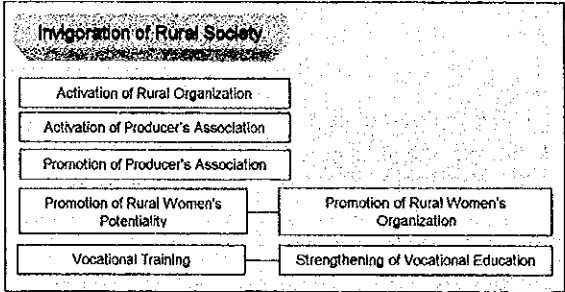 Invigoration of Rural Society
Activation of Rural Organization
Activation of Producer's Association
Promotion of Producer's Association
Promotion of Rural Women's
Potentiality
Promotion of Rural Women's
Organization
Vocational Training
Strengthening of Vocational Education